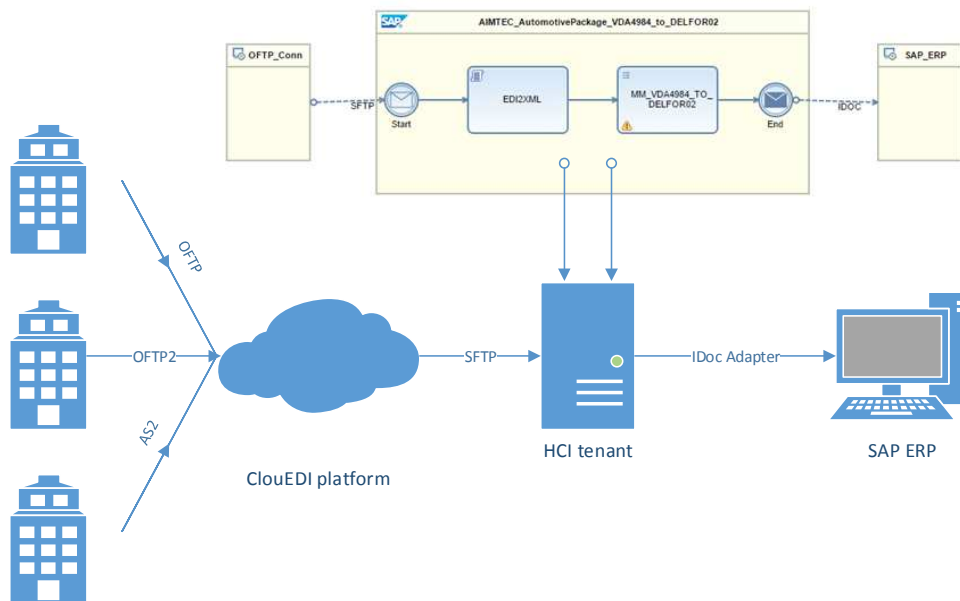 SAP
AIMTEC_AutomotivePackage_VDA4984_to_DELFOR02
OFTP_Conn
SAP_ERP
SFTP
EDI2XML
MM_VDA4984_TO_
DELFOR02
IDOC
Start
End
OFTP
OFTP2
AS2
SFTP
IDoc Adapter
ClouEDI platform
HCI tenant
SAP ERP